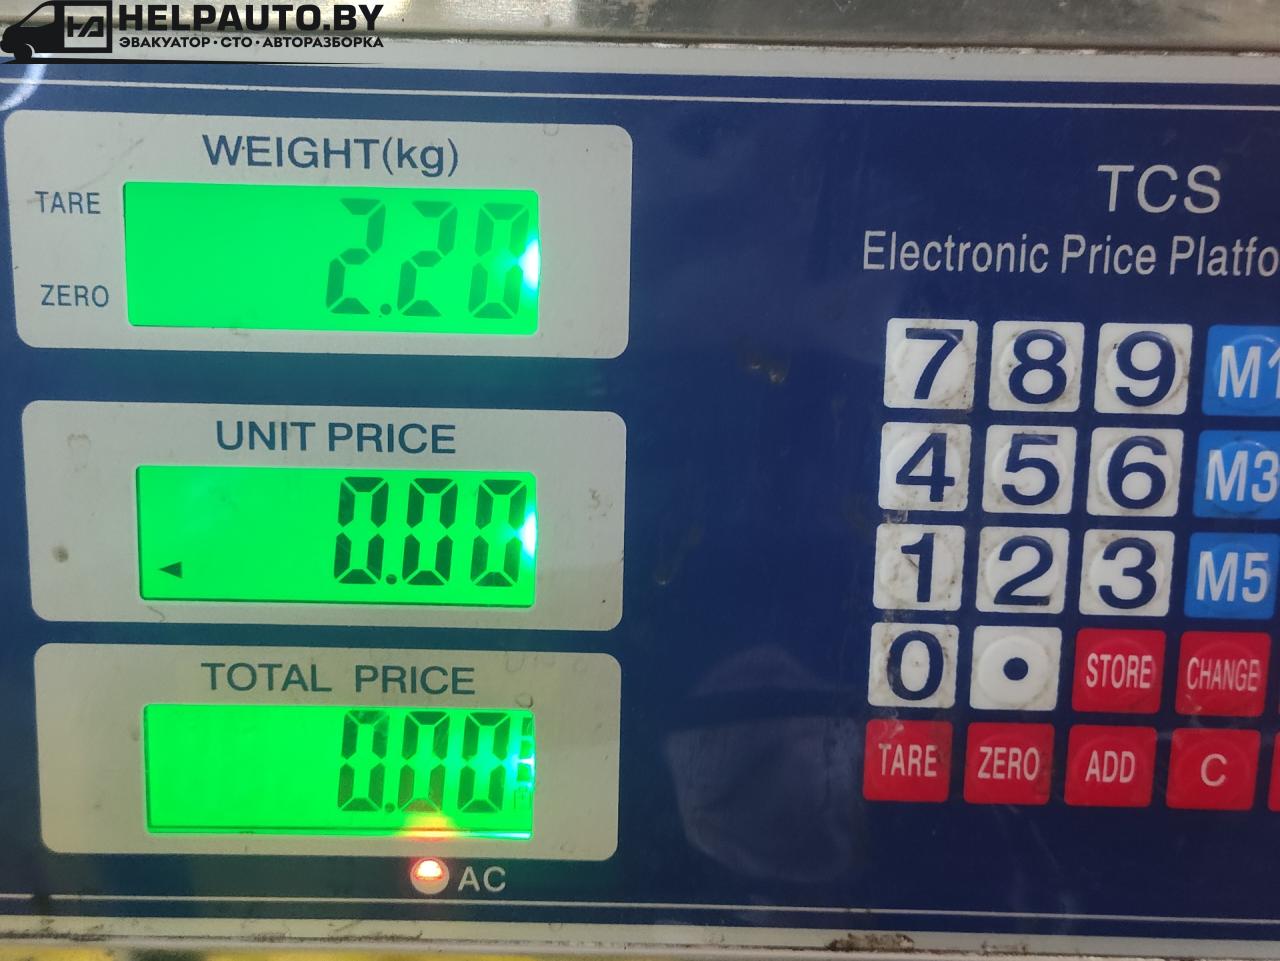 HELPAUTO.BY
ЭВАКУАТОР · СТО · АВТОРАЗБОРКА
WEIGHT(kg)
TARE
ZERO
2.20
UNIT PRICE
0.00
TOTAL PRICE
0.00
AC
TCS
Electronic Price Platfo
7 8 9 M1
4 5 6 M3
1 2 3 M5
0 • STORE CHANGE
TARE ZERO ADD C